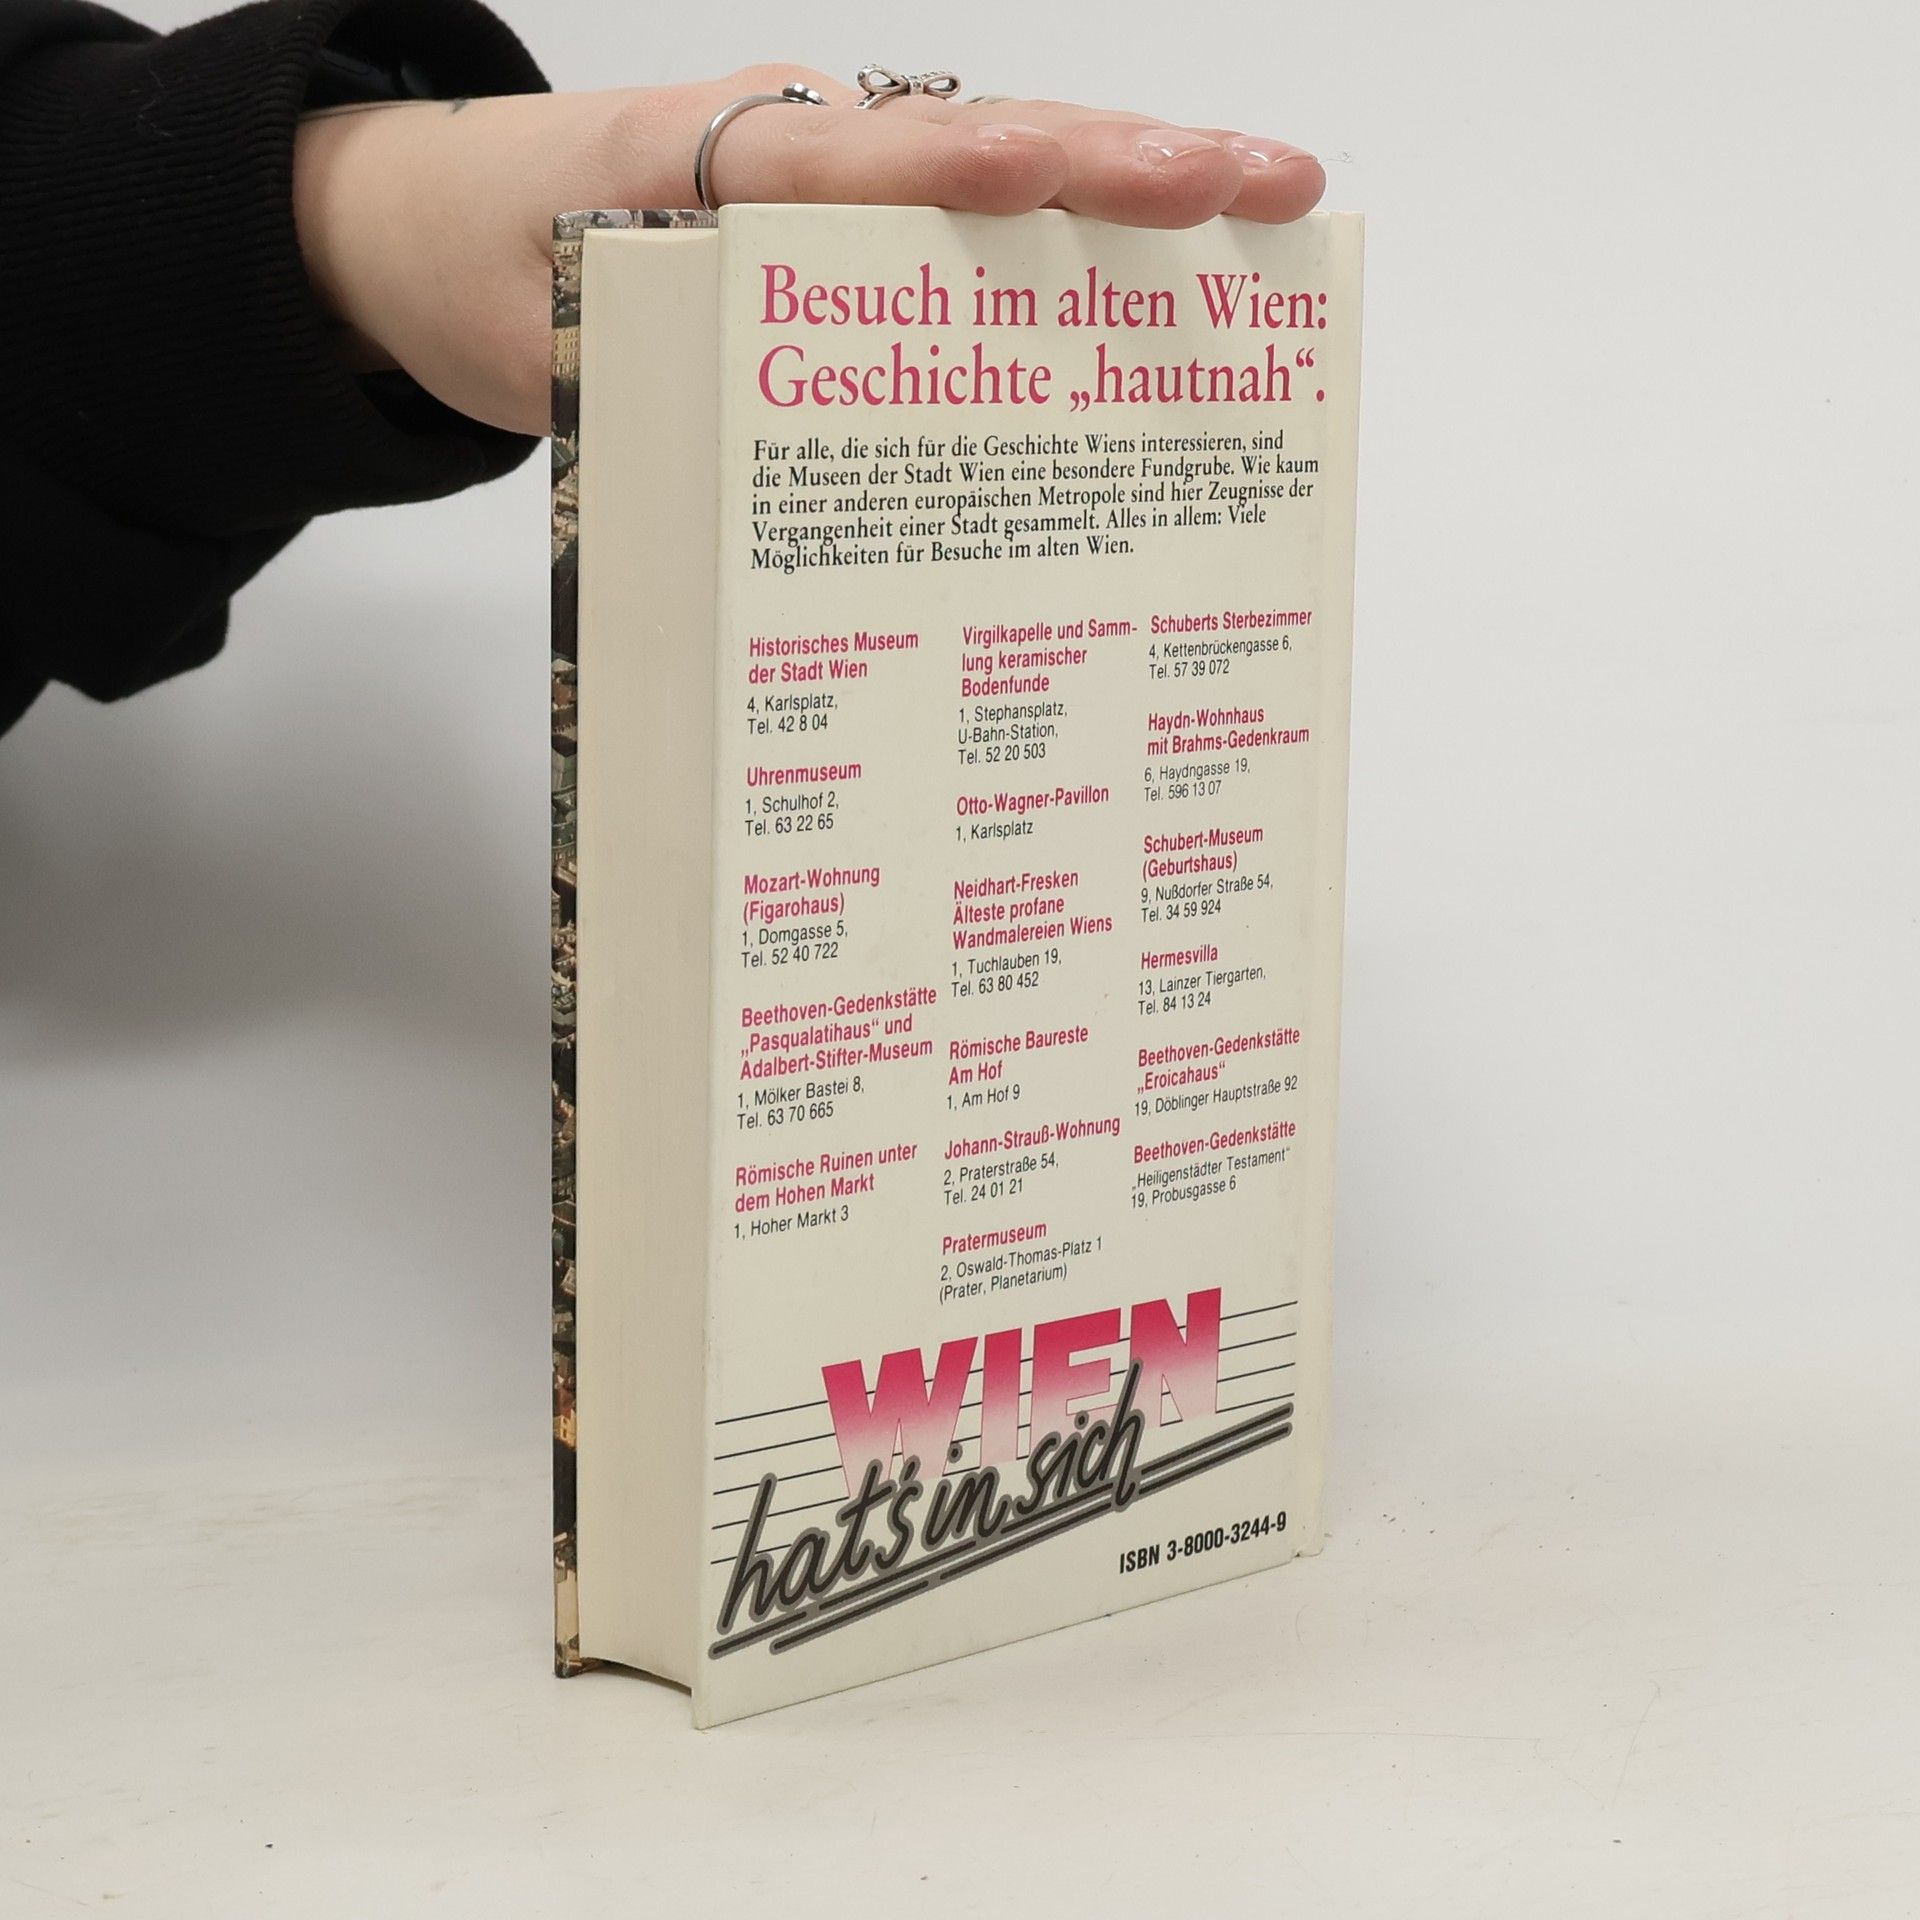 Besuch im alten Wien:
Geschichte „hautnah“.
Für alle, die sich für die Geschichte Wiens interessieren, sind
die Museen der Stadt Wien eine besondere Fundgrube. Wie kaum
in einer anderen europäischen Metropole sind hier Zeugnisse der
Vergangenheit einer Stadt gesammelt. Alles in allem: Viele
Möglichkeiten für Besuche im alten Wien.
Historisches Museum
der Stadt Wien
4, Karlsplatz,
Tel. 42 8 04
Uhrenmuseum
1, Schulhof 2,
Tel. 63 22 65
Mozart-Wohnung
(Figarohaus)
1, Domgasse 5,
Tel. 52 40 722
Beethoven-Gedenkstätte
„Pasqualatihaus“ und
Adalbert-Stifter-Museum
1, Mölker Bastei 8,
Tel. 63 70 665
Römische Ruinen unter
dem Hohen Markt
1, Hoher Markt 3
Virgilkapelle und Samm-
lung keramischer
Bodenfunde
1, Stephansplatz,
U-Bahn-Station,
Tel. 52 20 503
Otto-Wagner-Pavillon
1, Karlsplatz
Neidhart-Fresken
Älteste profane
Wandmalereien Wiens
1, Tuchlauben 19,
Tel. 63 80 452
Römische Baureste
Am Hof
1, Am Hof 9
Johann-Strauß-Wohnung
2, Praterstraße 54,
Tel. 24 01 21
Pratermuseum
2, Oswald-Thomas-Platz 1
(Prater, Planetarium)
Schuberts Sterbezimmer
4, Kettenbrückengasse 6,
Tel. 57 39 072
Haydn-Wohnhaus
mit Brahms-Gedenkraum
6, Haydngasse 19,
Tel. 596 13 07
Schubert-Museum
(Geburtshaus)
9, Nußdorfer Straße 54,
Tel. 34 59 924
Hermesvilla
13, Lainzer Tiergarten,
Tel. 84 13 24
Beethoven-Gedenkstätte
„Eroicahaus“
19, Döblinger Hauptstraße 92
Beethoven-Gedenkstätte
„Heiligenstädter Testament“
19, Probusgasse 6
WIEN
hat's in sich
ISBN 3-8000-3244-9